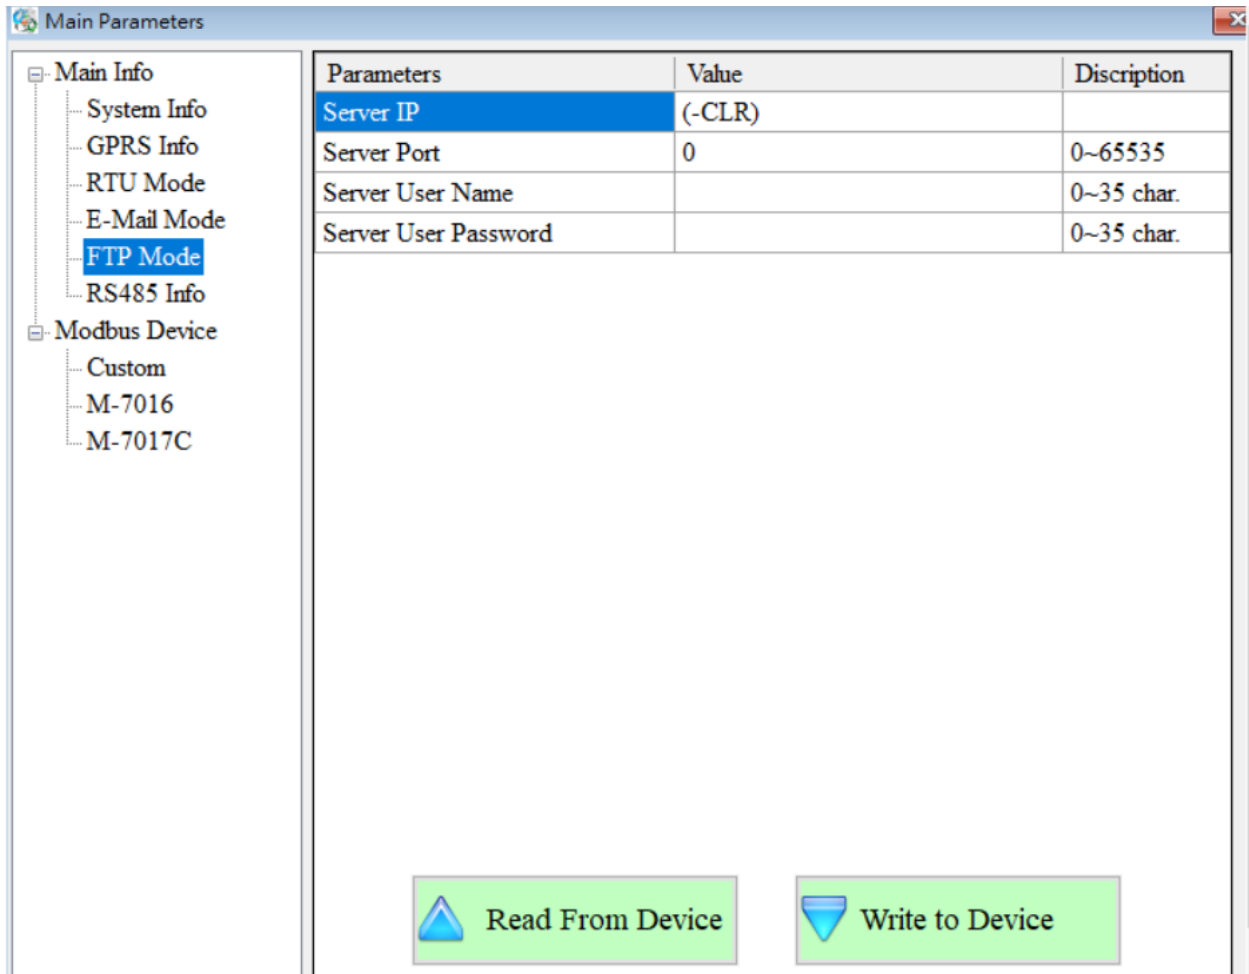 Main Parameters
Main Info
System Info
GPRS Info
RTU Mode
E-Mail Mode
FTP Mode
RS485 Info
Modbus Device
Custom
M-7016
M-7017C
Parameters Value Discription
Server IP (-CLR)
Server Port 0 0~65535
Server User Name 0~35 char.
Server User Password 0~35 char.
Read From Device Write to Device